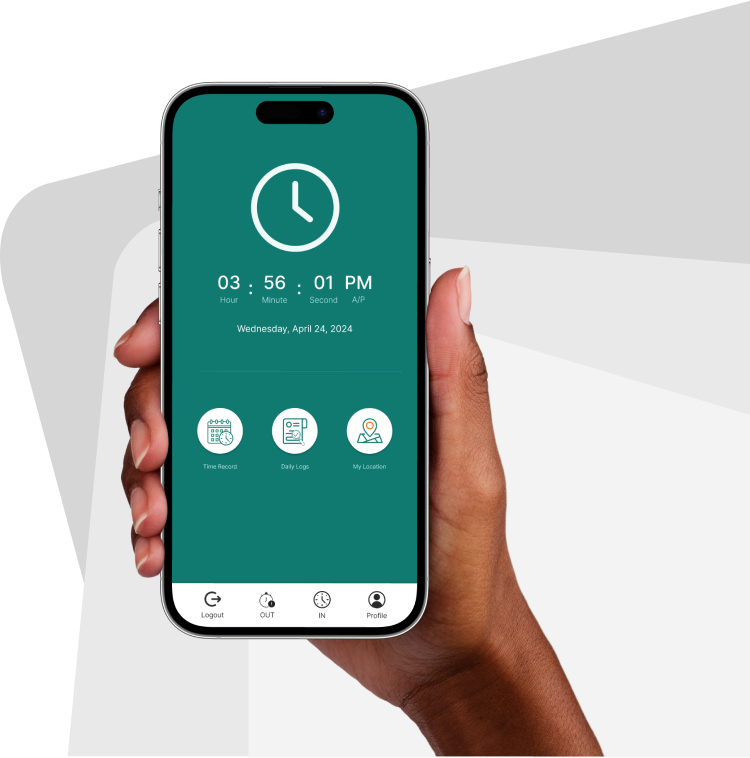 03 : 56 : 01 PM
Hour Minute Second A/P
Wednesday, April 24, 2024
Time Record Daily Logs My Location
Logout OUT IN Profile